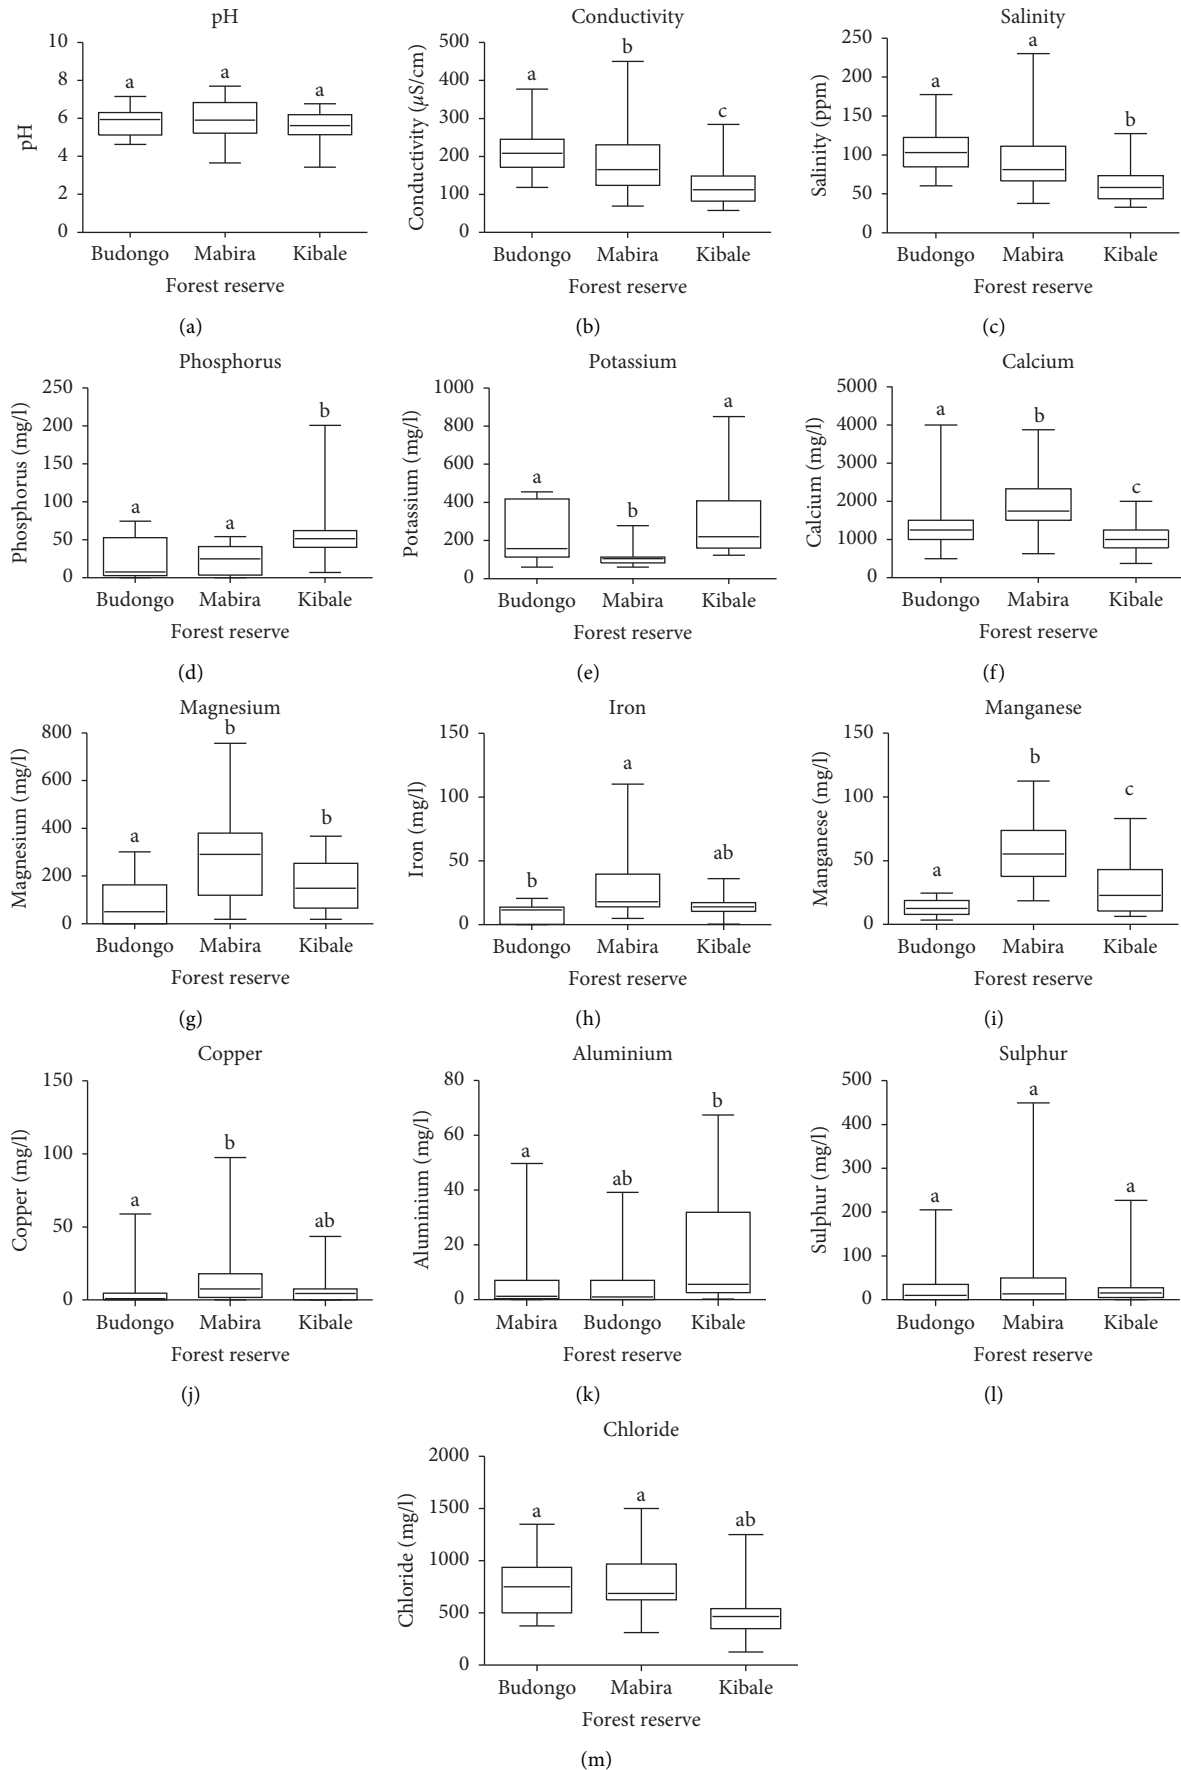 pH
Conductivity
Salinity
pH
10
8
6
4
2
0
a
a
a
Budongo
Mabira
Kibale
Forest reserve
(a)
Conductivity (µS/cm)
500
400
300
200
100
0
a
b
c
Budongo
Mabira
Kibale
Forest reserve
(b)
Salinity (ppm)
250
200
150
100
50
0
a
a
b
Budongo
Mabira
Kibale
Forest reserve
(c)
Phosphorus
Phosphorus (mg/l)
250
200
150
100
50
0
a
a
b
Budongo
Mabira
Kibale
Forest reserve
(d)
Potassium
Potassium (mg/l)
1000
800
600
400
200
0
a
b
a
Budongo
Mabira
Kibale
Forest reserve
(e)
Calcium
Calcium (mg/l)
5000
4000
3000
2000
1000
0
a
b
c
Budongo
Mabira
Kibale
Forest reserve
(f)
Magnesium
Magnesium (mg/l)
800
600
400
200
0
a
b
b
Budongo
Mabira
Kibale
Forest reserve
(g)
Iron
Iron (mg/l)
150
100
50
0
b
a
ab
Budongo
Mabira
Kibale
Forest reserve
(h)
Manganese
Manganese (mg/l)
150
100
50
0
a
b
c
Budongo
Mabira
Kibale
Forest reserve
(i)
Copper
Copper (mg/l)
150
100
50
0
a
b
ab
Budongo
Mabira
Kibale
Forest reserve
(j)
Aluminium
Aluminium (mg/l)
80
60
40
20
0
a
ab
b
Mabira
Budongo
Kibale
Forest reserve
(k)
Sulphur
Sulphur (mg/l)
500
400
300
200
100
0
a
a
a
Budongo
Mabira
Kibale
Forest reserve
(l)
Chloride
Chloride (mg/l)
2000
1500
1000
500
0
a
a
ab
Budongo
Mabira
Kibale
Forest reserve
(m)